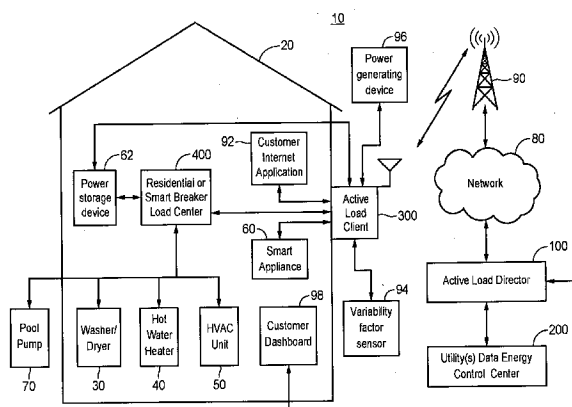 10
20
96
Power
generating
device
90
80
Network
62
Power
storage
device
400
Residential or
Smart Breaker
Load Center
92
Customer
Internet
Application
60
Smart
Appliance
Active
Load
Client
300
100
Active Load Director
98
Customer
Dashboard
94
Variability
factor
sensor
200
Utility(s) Data Energy
Control Center
Pool
Pump
70
Washer/
Dryer
30
Hot
Water
Heater
40
HVAC
Unit
50